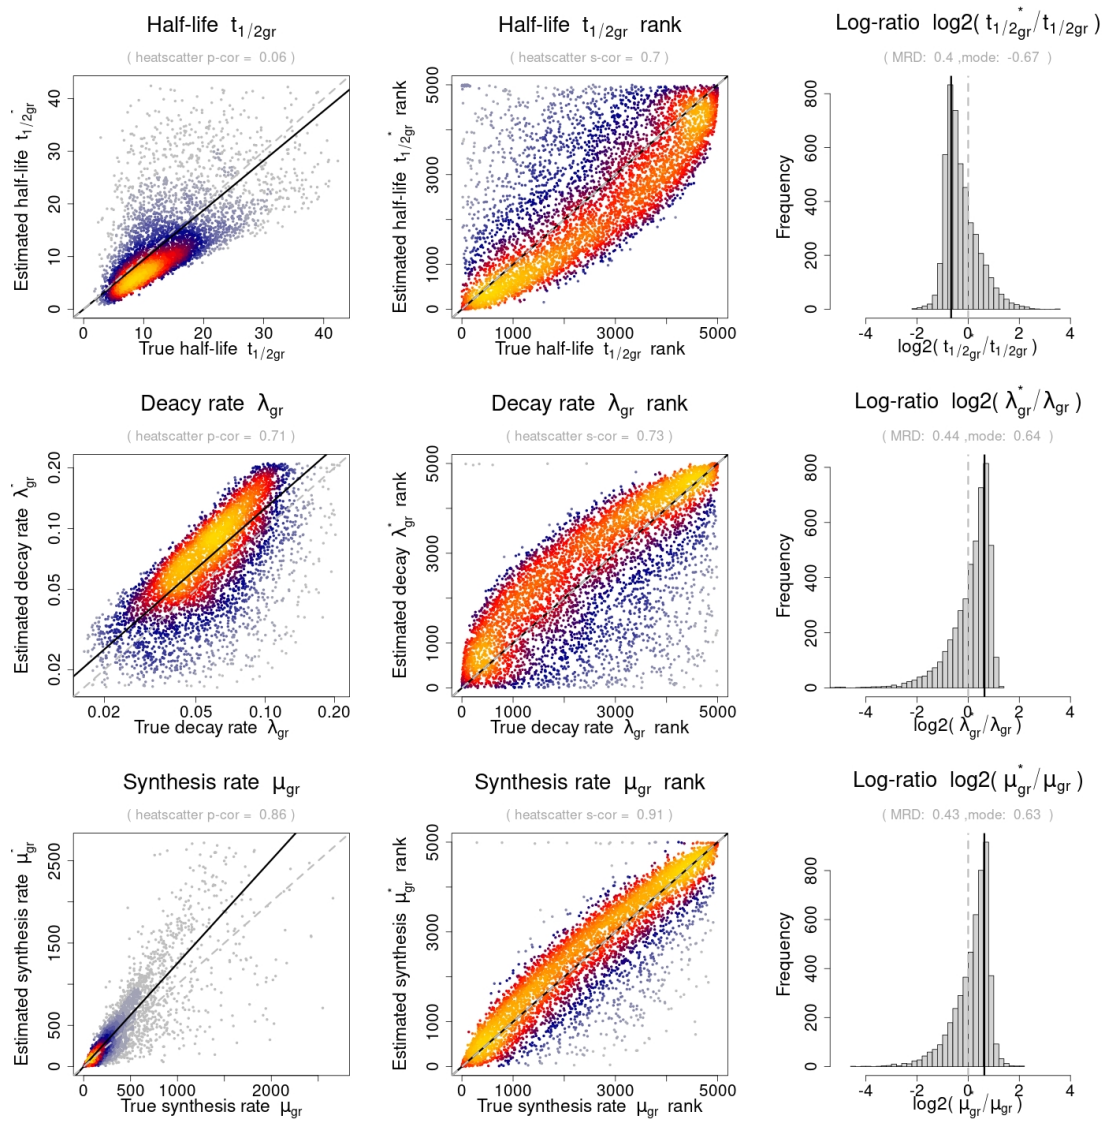 Half-life t1/2gr
( heatscatter p-cor = 0.06 )
Estimated half-life t*1/2gr
0 10 20 30 40
0 10 20 30 40
True half-life t1/2gr
Half-life t1/2gr rank
( heatscatter s-cor = 0.7 )
Estimated half-life t*1/2gr rank
0 1000 3000 5000
0 1000 3000 5000
True half-life t1/2gr rank
Log-ratio log2( t*1/2gr/t1/2gr )
( MRD: 0.4 ,mode: -0.67 )
Frequency
0 200 400 600 800
-4 -2 0 2 4
log2( t*1/2gr/t1/2gr )
Deacy rate λgr
( heatscatter p-cor = 0.71 )
Estimated decay rate λ*gr
0.02 0.05 0.10 0.20
0.02 0.05 0.10 0.20
True decay rate λgr
Decay rate λgr rank
( heatscatter s-cor = 0.73 )
Estimated decay λ*gr rank
0 1000 3000 5000
0 1000 3000 5000
True decay rate λgr rank
Log-ratio log2( λ*gr/λgr )
( MRD: 0.44 ,mode: 0.64 )
Frequency
0 200 400 600 800
-4 -2 0 2 4
log2( λ*gr/λgr )
Synthesis rate μgr
( heatscatter p-cor = 0.86 )
Estimated synthesis rate μ*gr
0 500 1500 2500
0 500 1000 2000
True synthesis rate μgr
Synthesis rate μgr rank
( heatscatter s-cor = 0.91 )
Estimated synthesis μ*gr rank
0 1000 3000 5000
0 1000 3000 5000
True synthesis rate μgr rank
Log-ratio log2( μ*gr/μgr )
( MRD: 0.43 ,mode: 0.63 )
Frequency
0 200 400 600 800
-4 -2 0 2 4
log2( μ*gr/μgr )